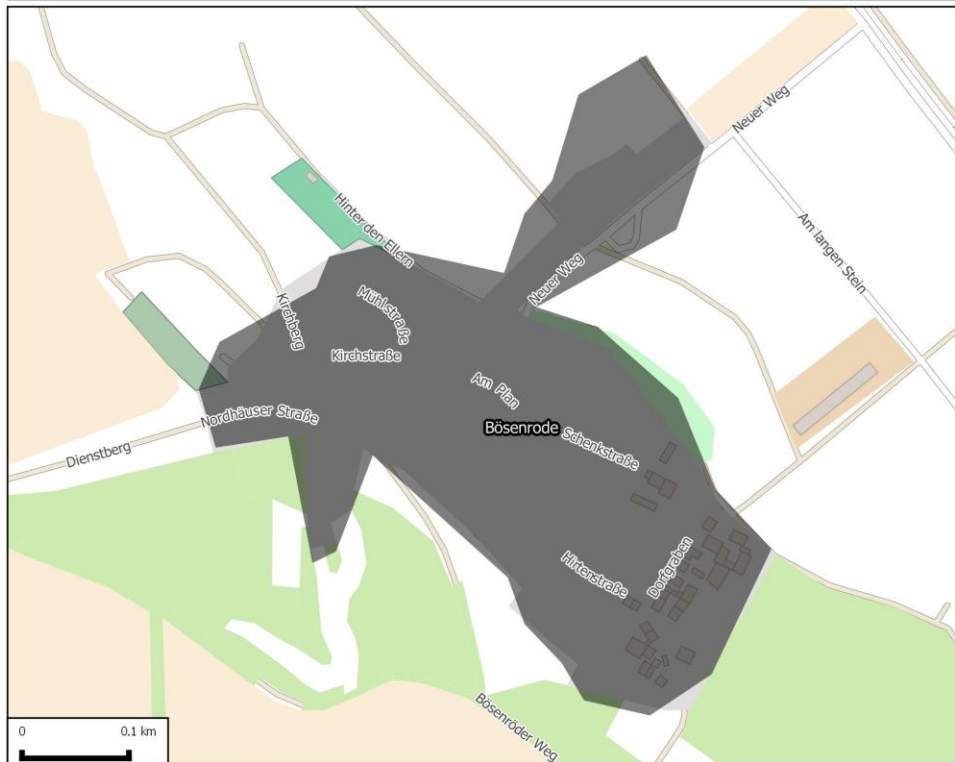 Neuer Weg
Hinter den Ellern
Am langen Stein
Neuer Weg
Mühlstraße
Kirchberg
Kirchstraße
Am Plan
Nordhäuser Straße
Bösenrode
Schenkstraße
Dienstberg
Hirtenstraße
Dorfgraben
Bösenröder Weg
0 0.1 km